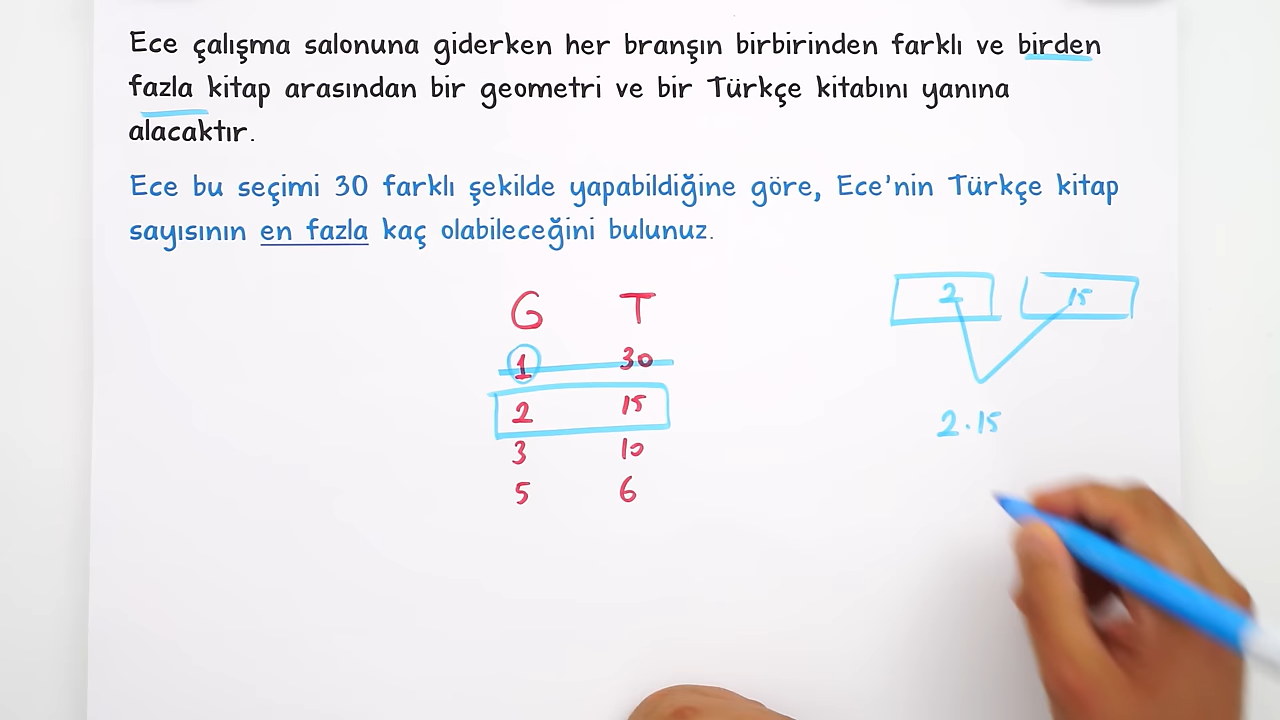 Ece çalışma salonuna giderken her branşın birbirinden farklı ve birden
fazla kitap arasından bir geometri ve bir Türkçe kitabını yanına
alacaktır.
Ece bu seçimi 30 farklı şekilde yapabildiğine göre, Ece'nin Türkçe kitap
sayısının en fazla kaç olabileceğini bulunuz.
G T
1 30
2 15
3 10
5 6
2 15
2.15